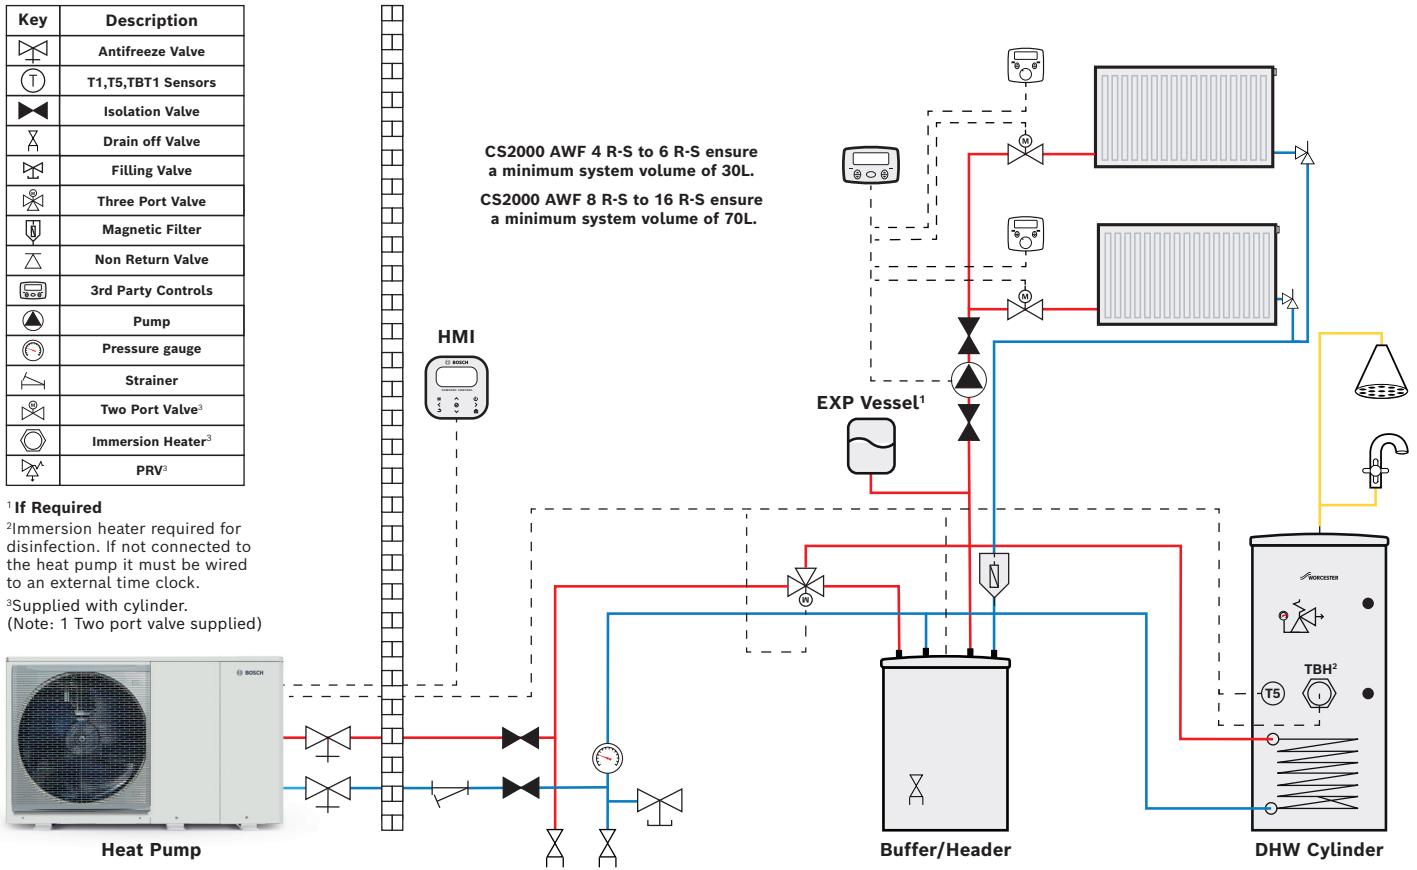 Key Description
Antifreeze Valve
T T1,T5,TBT1 Sensors
Isolation Valve
Drain off Valve
Filling Valve
M Three Port Valve
Magnetic Filter
Non Return Valve
3rd Party Controls
Pump
Pressure gauge
Strainer
M Two Port Valve³
Immersion Heater³
PRV³
¹ If Required
²Immersion heater required for
disinfection. If not connected to
the heat pump it must be wired
to an external time clock.
³Supplied with cylinder.
(Note: 1 Two port valve supplied)
CS2000 AWF 4 R-S to 6 R-S ensure
a minimum system volume of 30L.
CS2000 AWF 8 R-S to 16 R-S ensure
a minimum system volume of 70L.
M
M
HMI
BOSCH
EXP Vessel¹
M
WORCESTER
TBH²
T5
BOSCH
Heat Pump
Buffer/Header
DHW Cylinder